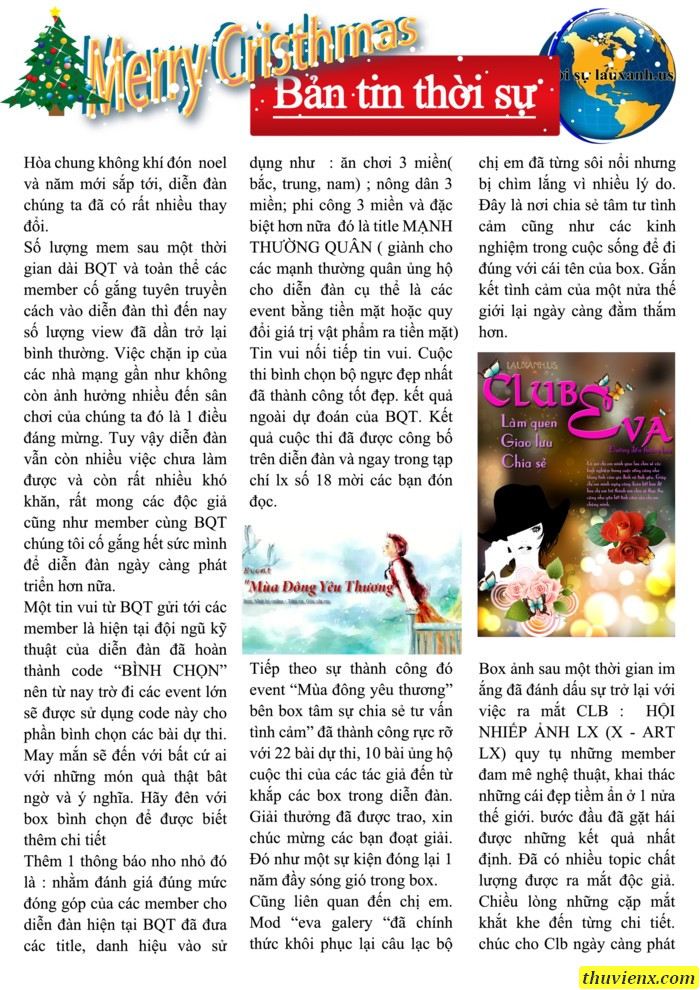 Merry Cristhmas
Bản tin thời sự
ời sự lauxanh.us
Hòa chung không khí đón noel
và năm mới sắp tới, diễn đàn
chúng ta đã có rất nhiều thay
đổi.
Số lượng mem sau một thời
gian dài BQT và toàn thể các
member cố gắng tuyên truyền
cách vào diễn đàn thì đến nay
số lượng view đã dần trở lại
bình thường. Việc chặn ip của
các nhà mạng gần như không
còn ảnh hưởng nhiều đến sân
chơi của chúng ta đó là 1 điều
đáng mừng. Tuy vậy diễn đàn
vẫn còn nhiều việc chưa làm
được và còn rất nhiều khó
khăn, rất mong các độc giả
cũng như member cùng BQT
chúng tôi cố gắng hết sức mình
để diễn đàn ngày càng phát
triển hơn nữa.
Một tin vui từ BQT gửi tới các
member là hiện tại đội ngũ kỹ
thuật của diễn đàn đã hoàn
thành code “BÌNH CHỌN”
nên từ nay trờ đi các event lớn
sẽ được sử dụng code này cho
phần bình chọn các bài dự thi.
May mắn sẽ đến với bất cứ ai
với những món quà thật bât
ngờ và ý nghĩa. Hãy đên với
box bình chọn để được biết
thêm chi tiết
Thêm 1 thông báo nho nhỏ đó
là : nhằm đánh giá đúng mức
đóng góp của các member cho
diễn đàn hiện tại BQT đã đưa
các title, danh hiệu vào sử
dụng như : ăn chơi 3 miền(
bắc, trung, nam) ; nông dân 3
miền; phi công 3 miền và đặc
biệt hơn nữa đó là title MẠNH
THƯỜNG QUÂN ( giành cho
các mạnh thường quân ủng hộ
cho diễn đàn cụ thể là các
event bằng tiền mặt hoặc quy
đổi giá trị vật phẩm ra tiền mặt)
Tin vui nối tiếp tin vui. Cuộc
thi bình chọn bộ ngực đẹp nhất
đã thành công tốt đẹp. kết quả
ngoài dự đoán của BQT. Kết
quả cuộc thi đã được công bố
trên diễn đàn và ngay trong tạp
chí lx số 18 mời các bạn đón
đọc.
Event
"Mùa Đông Yêu Thương
Tiếp theo sự thành công đó
event “Mùa đông yêu thương”
bên box tâm sự chia sẻ tư vấn
tình cảm” đã thành công rực rỡ
với 22 bài dự thi, 10 bài ủng hộ
cuộc thi của các tác giả đến từ
khắp các box trong diễn đàn.
Giải thưởng đã được trao, xin
chúc mừng các bạn đoạt giải.
Đó như một sự kiện đóng lại 1
năm đầy sóng gió trong box.
Cũng liên quan đến chị em.
Mod “eva galery “đã chính
thức khôi phục lại câu lạc bộ
chị em đã từng sôi nổi nhưng
bị chìm lắng vì nhiều lý do.
Đây là nơi chia sẻ tâm tư tình
cảm cũng như các kinh
nghiệm trong cuộc sống để đi
đúng với cái tên của box. Gắn
kết tình cảm của một nửa thế
giới lại ngày càng đằm thắm
hơn.
LAUXANH.US
CLUB EVA
Làm quen
Giao lưu
Chia sẻ
Box ảnh sau một thời gian im
ắng đã đánh dấu sự trở lại với
việc ra mắt CLB : HỘI
NHIẾP ẢNH LX (X - ART
LX) quy tụ những member
đam mê nghệ thuật, khai thác
những cái đẹp tiềm ẩn ở 1 nửa
thế giới. bước đầu đã gặt hái
được những kết quả nhất
định. Đã có nhiều topic chất
lượng được ra mắt độc giả.
Chiều lòng những cặp mắt
khắt khe đến từng chi tiết.
chúc cho Clb ngày càng phát
thuvienx.com